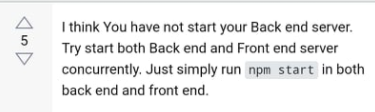 I think You have not start your Back end server.
5
Try start both Back end and Front end server
concurrently. Just simply run npm start in both
back end and front end.